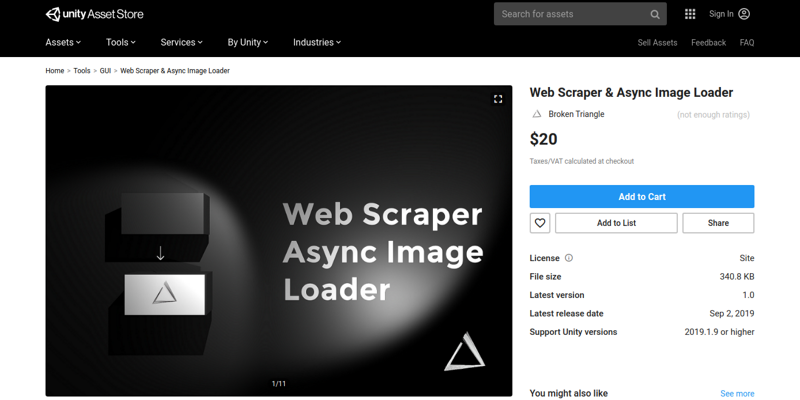 unity Asset Store
Search for assets
Sign In
Assets
Tools
Services
By Unity
Industries
Sell Assets
Feedback
FAQ
Home > Tools > GUI > Web Scraper & Async Image Loader
Web Scraper
Async Image
Loader
1/11
Web Scraper & Async Image Loader
Broken Triangle
(not enough ratings)
$20
Taxes/VAT calculated at checkout
Add to Cart
Add to List
Share
License Site
File size 340.8 KB
Latest version 1.0
Latest release date Sep 2, 2019
Support Unity versions 2019.1.9 or higher
You might also like
See more